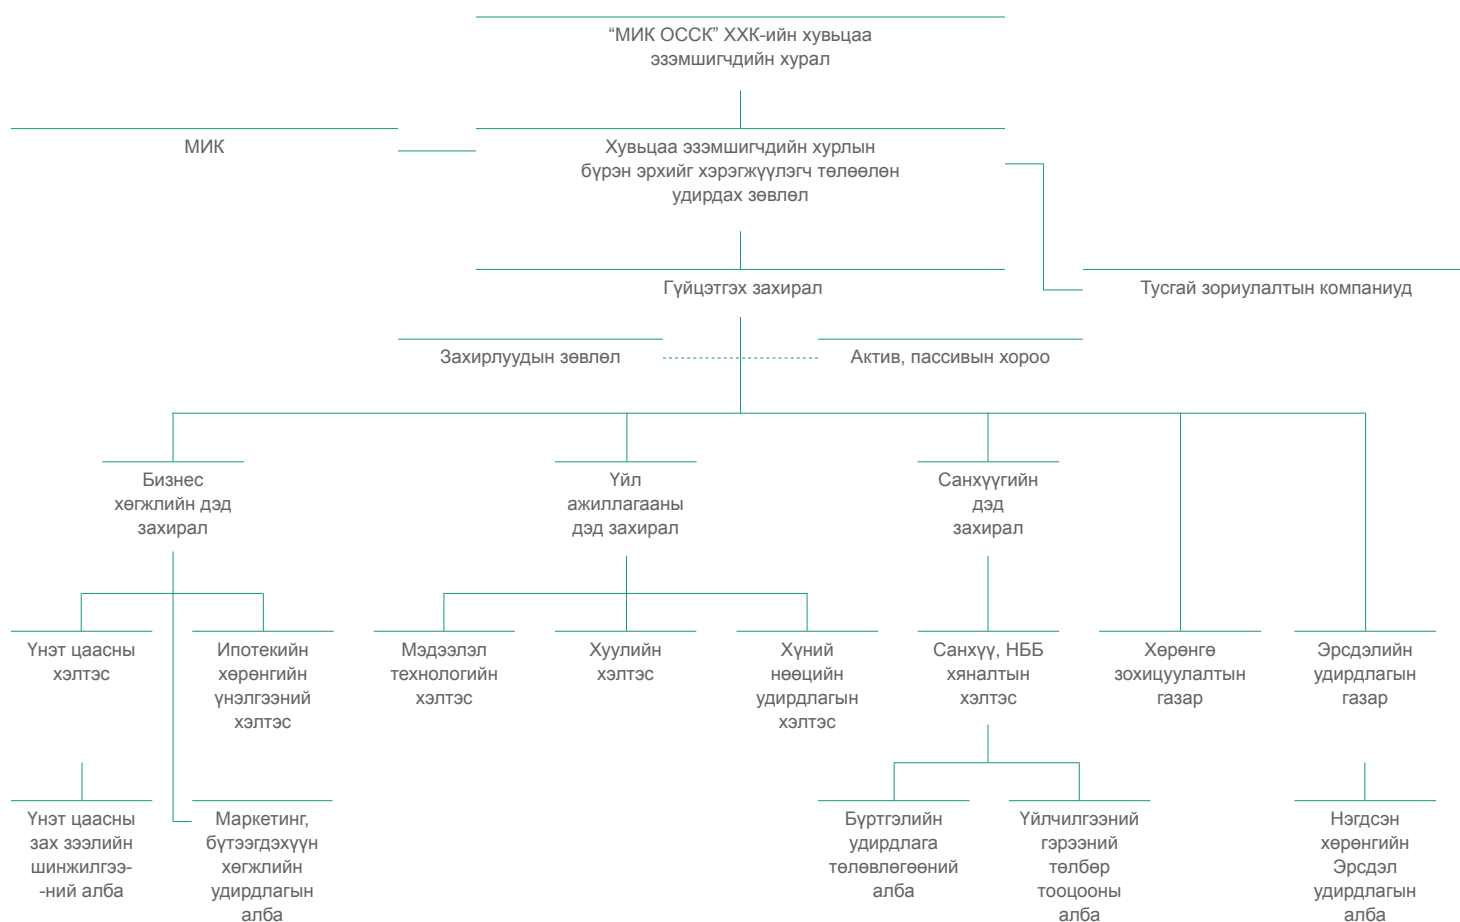 “МИК ОССК” ХХК-ийн хувьцаа
эзэмшигчдийн хурал
МИК
Хувьцаа эзэмшигчдийн хурлын
бүрэн эрхийг хэрэгжүүлэгч төлөөлөн
удирдах зөвлөл
Гүйцэтгэх захирал
Тусгай зориулалтын компаниуд
Захирлуудын зөвлөл
Актив, пассивын хороо
Бизнес
хөгжлийн дэд
захирал
Үйл
ажиллагааны
дэд захирал
Санхүүгийн
дэд
захирал
Үнэт цаасны
хэлтэс
Ипотекийн
хөрөнгийн
үнэлгээний
хэлтэс
Мэдээлэл
технологийн
хэлтэс
Хуулийн
хэлтэс
Хүний
нөөцийн
удирдлагын
хэлтэс
Санхүү, НББ
хяналтын
хэлтэс
Хөрөнгө
зохицуулалтын
газар
Эрсдэлийн
удирдлагын
газар
Үнэт цаасны
зах зээлийн
шинжилгээ-
-ний алба
Маркетинг,
бүтээгдэхүүн
хөгжлийн
удирдлагын
алба
Бүртгэлийн
удирдлага
төлөвлөгөөний
алба
Үйлчилгээний
гэрээний
төлбөр
тооцооны
алба
Нэгдсэн
хөрөнгийн
Эрсдэл
удирдлагын
алба